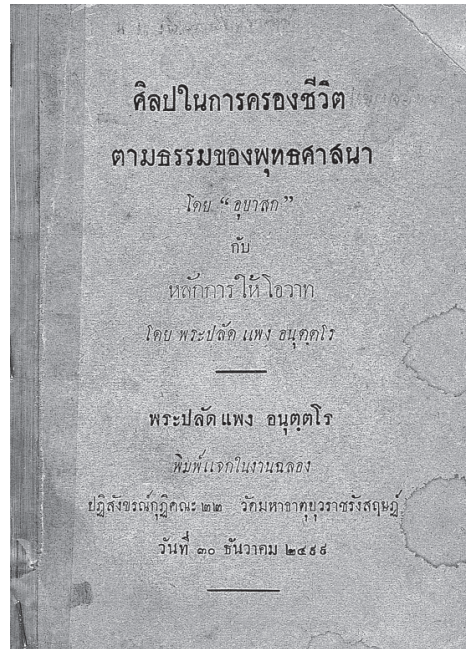 ศิลปในการครองชีวิต
ตามธรรมของพุทธศาสนา
โดย “อุบาสก”
กับ
หลักการให้โอวาท
โดย พระปลัด แพง อนุตฺตโร
พระปลัด แพง อนุตฺตโร
พิมพ์แจกในงานฉลอง
ปฏิสังขรณ์กุฏิคณะ ๒๒ วัดมหาธาตุยุวราชรังสฤษฎิ์
วันที่ ๓๐ ธันวาคม ๒๔๙๙